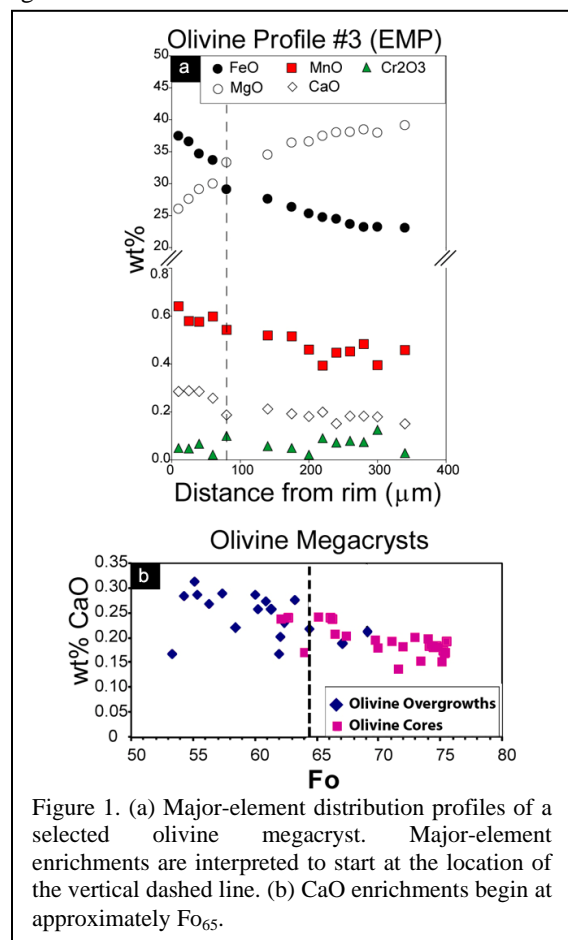 Olivine Profile #3 (EMP)
a
FeO MnO Cr2O3
MgO CaO
50
45
40
35
30
25
20
wt%
0.8
0.6
0.4
0.2
0.0
0 100 200 300 400
Distance from rim (μm)
Olivine Megacrysts
b
0.35
0.30
0.25
0.20
0.15
0.10
0.05
0
wt% CaO
Olivine Overgrowths
Olivine Cores
50 55 60 65 70 75 80
Fo
Figure 1. (a) Major-element distribution profiles of a
selected olivine megacryst. Major-element
enrichments are interpreted to start at the location of
the vertical dashed line. (b) CaO enrichments begin at
approximately Fo₆₅.